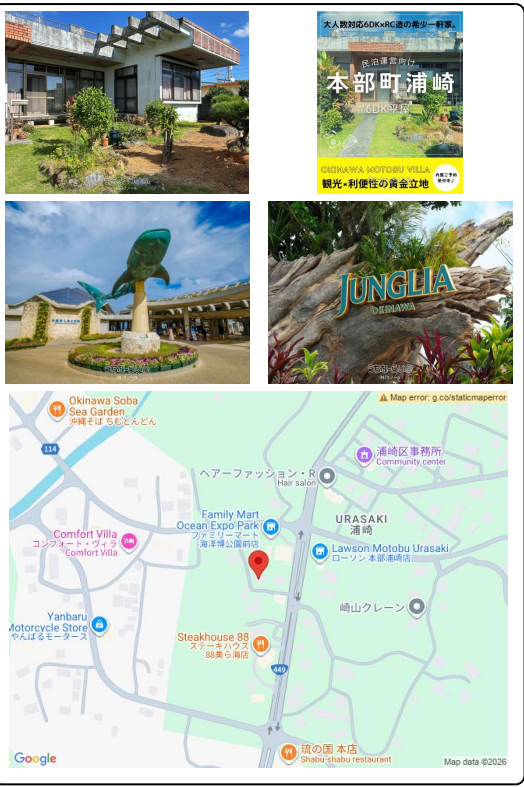 大人数対応6DK×RC造の希少一軒家。
民泊運営向け
本部町浦崎
6DK平屋
OKINAWA MOTOBU VILLA
観光×利便性の黄金立地
内覧ご予約
受付中♪
JUNGLIA
OKINAWA
Map error: g.co/staticmaperror
Okinawa Soba
Sea Garden
沖縄そば ちむどんどん
114
浦崎区事務所
Community center
ヘアーファッション・R
Hair salon
Family Mart
Ocean Expo Park
ファミリーマート
海洋博公園前店
URASAKI
浦崎
Comfort Villa
コンフォート・ヴィラ
Comfort Villa
Lawson Motobu Urasaki
ローソン 本部浦崎店
崎山クレーン
Yanbaru
Motorcycle Store
やんばるモータース
Steakhouse 88
ステーキハウス
88美ら海店
449
琉の国 本店
Shabu-shabu restaurant
Google
Map data ©2026